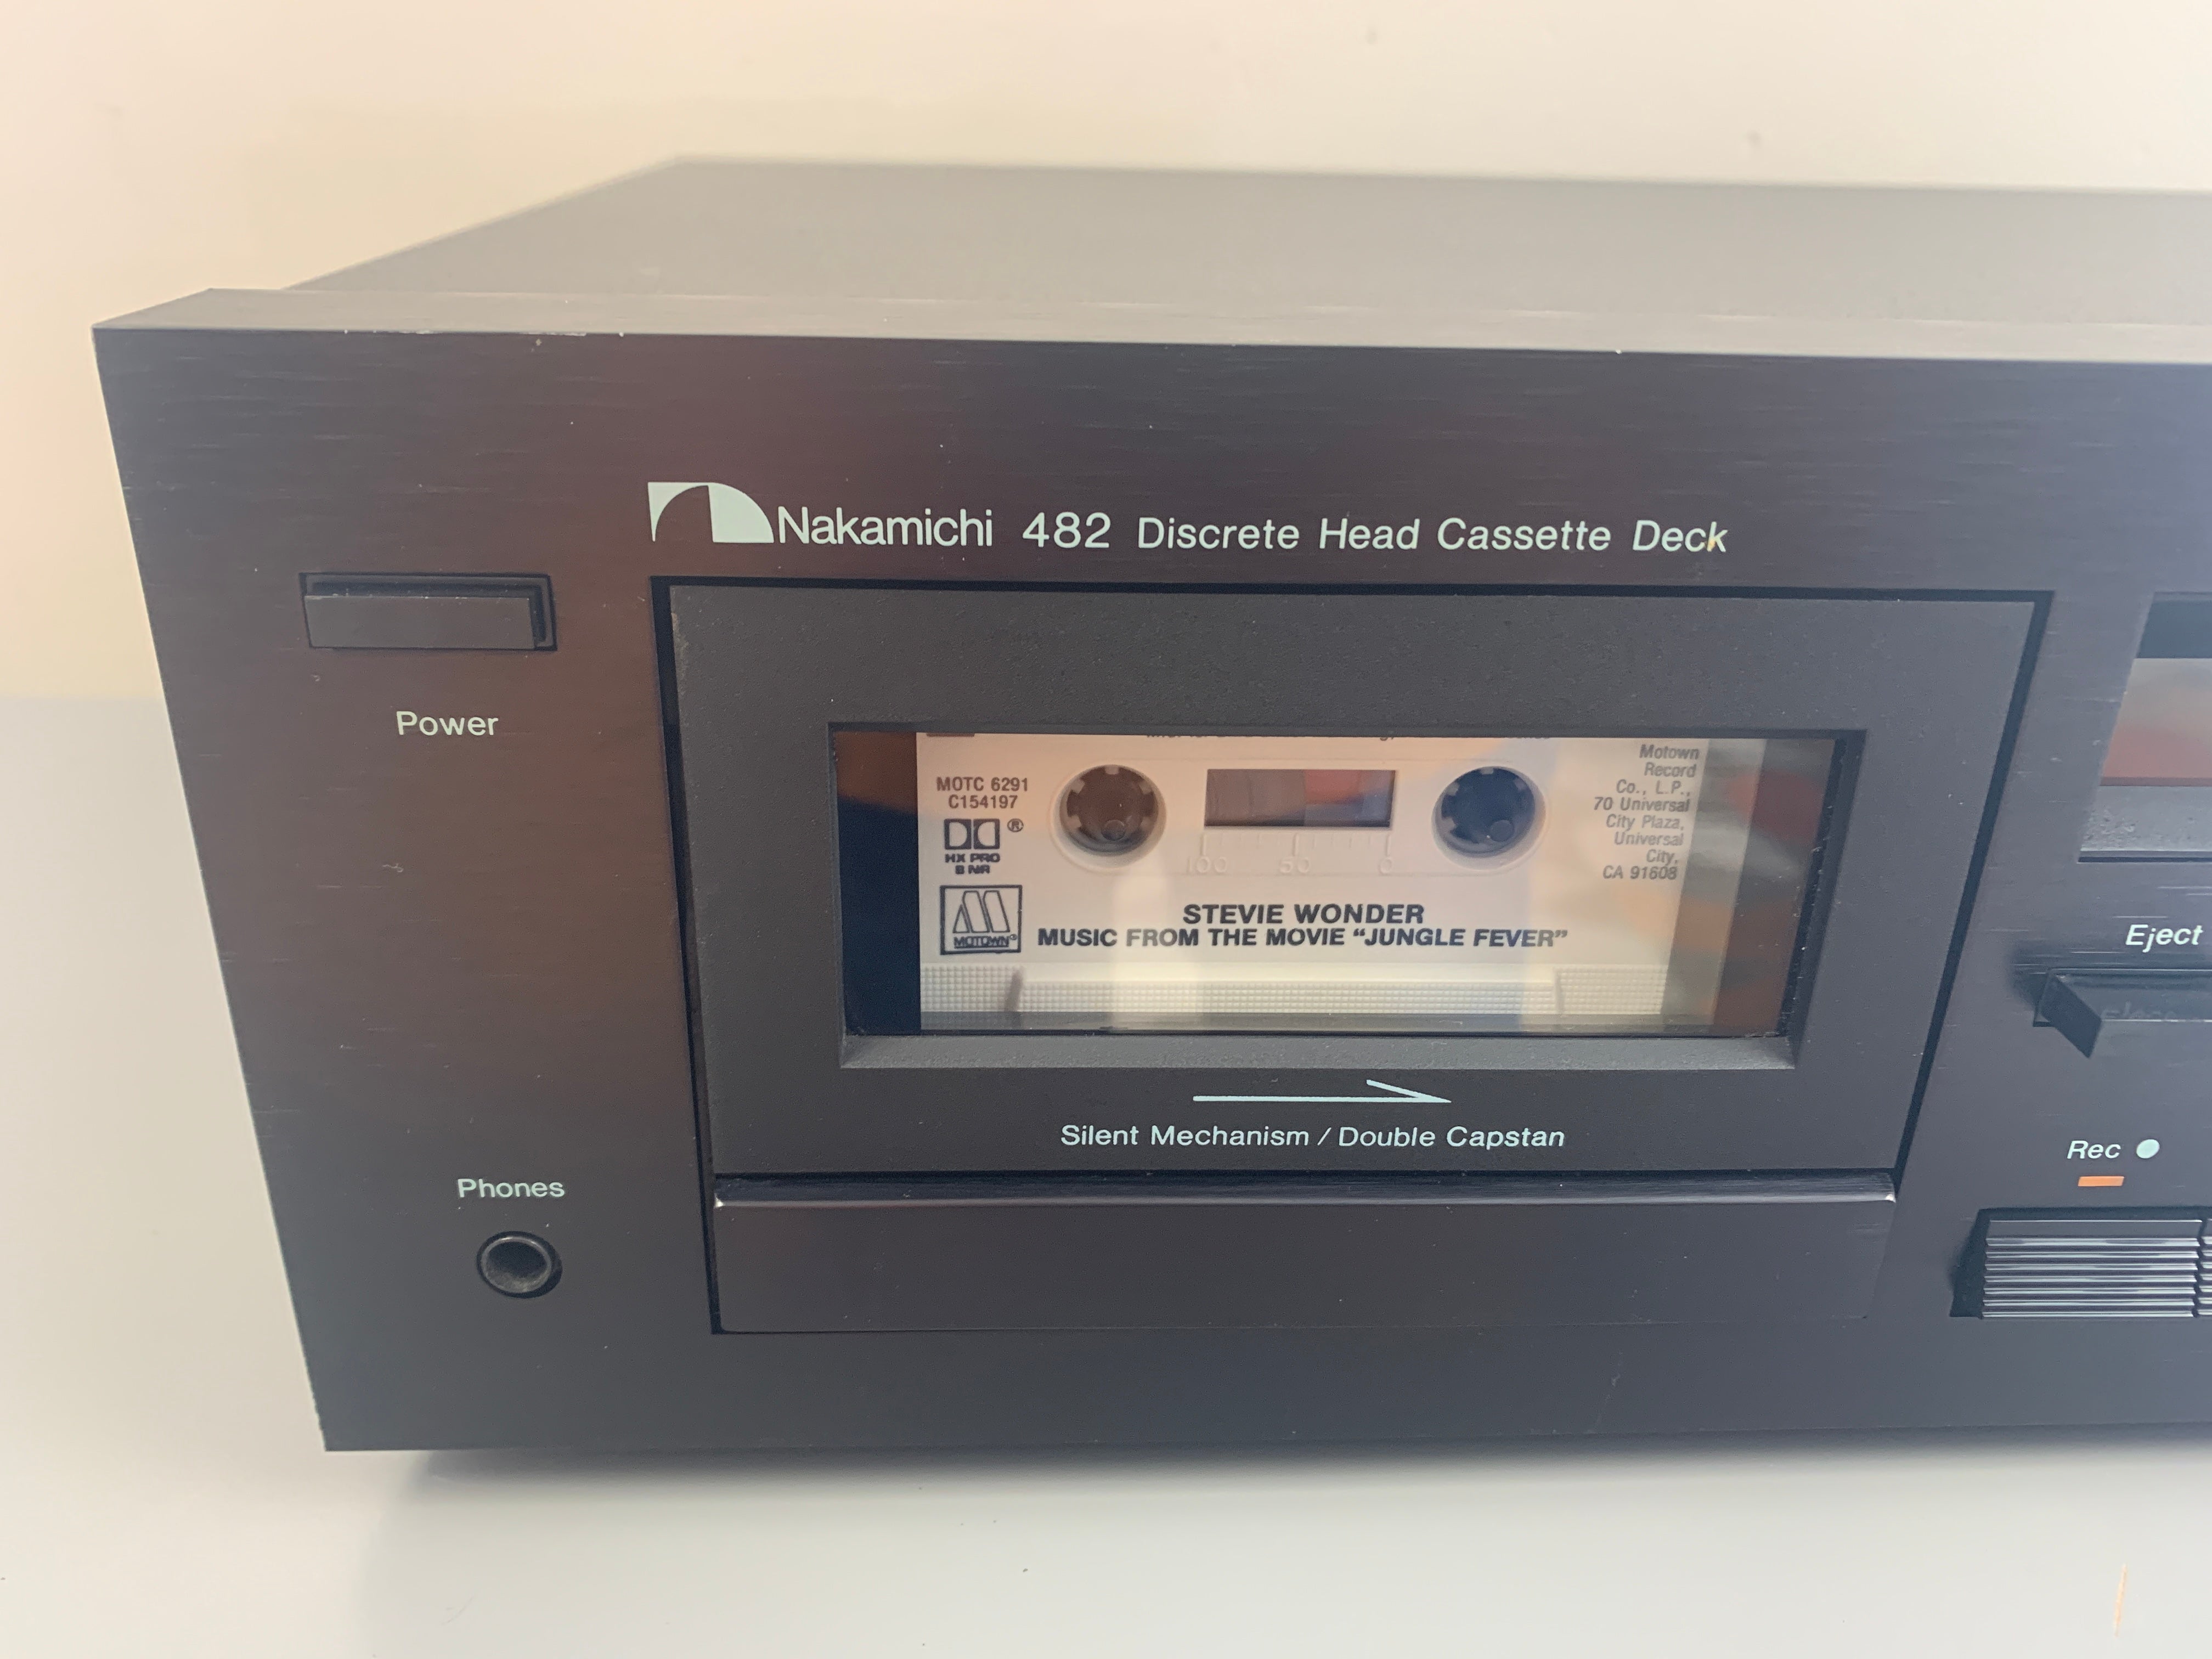 Nakamichi 482 Discrete Head Cassette Deck
Power
MOTC 6291
C154197
®
HX PRO
B NR
MOTOWN®
100 50 0
Motown
Record
Co., L.P.,
70 Universal
City Plaza,
Universal
City,
CA 91608
STEVIE WONDER
MUSIC FROM THE MOVIE “JUNGLE FEVER”
Silent Mechanism / Double Capstan
Phones
Eject
Rec